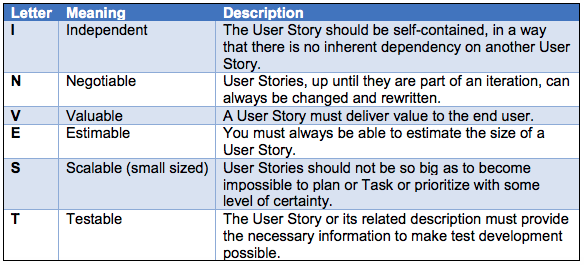 Letter Meaning Description
I Independent The User Story should be self-contained, in a way
that there is no inherent dependency on another User
Story.
N Negotiable User Stories, up until they are part of an iteration, can
always be changed and rewritten.
V Valuable A User Story must deliver value to the end user.
E Estimable You must always be able to estimate the size of a
User Story.
S Scalable (small sized) User Stories should not be so big as to become
impossible to plan or Task or prioritize with some
level of certainty.
T Testable The User Story or its related description must provide
the necessary information to make test development
possible.